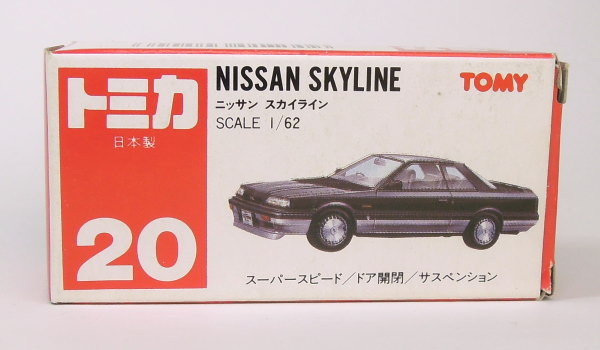 トミカ
日本製
20
NISSAN SKYLINE
ニッサン スカイライン
SCALE 1/62
TOMY
スーパースピード/ドア開閉/サスペンション